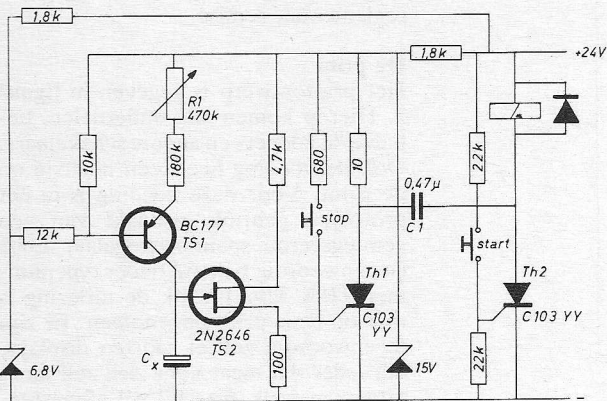 1,8k
1,8k
+24V
R1
470k
10k
180k
4,7k
680
10
22k
0,47µ
C1
stop
start
12k
BC177
TS1
Th1
Th2
2N2646
TS2
C103
YY
C103 YY
100
22k
6,8V
Cx
15V
-